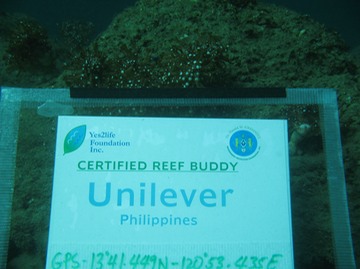 Yes2life
Foundation
Inc.
CERTIFIED REEF BUDDY
Unilever
Philippines
GPS-13°41.449N-120°53.435E